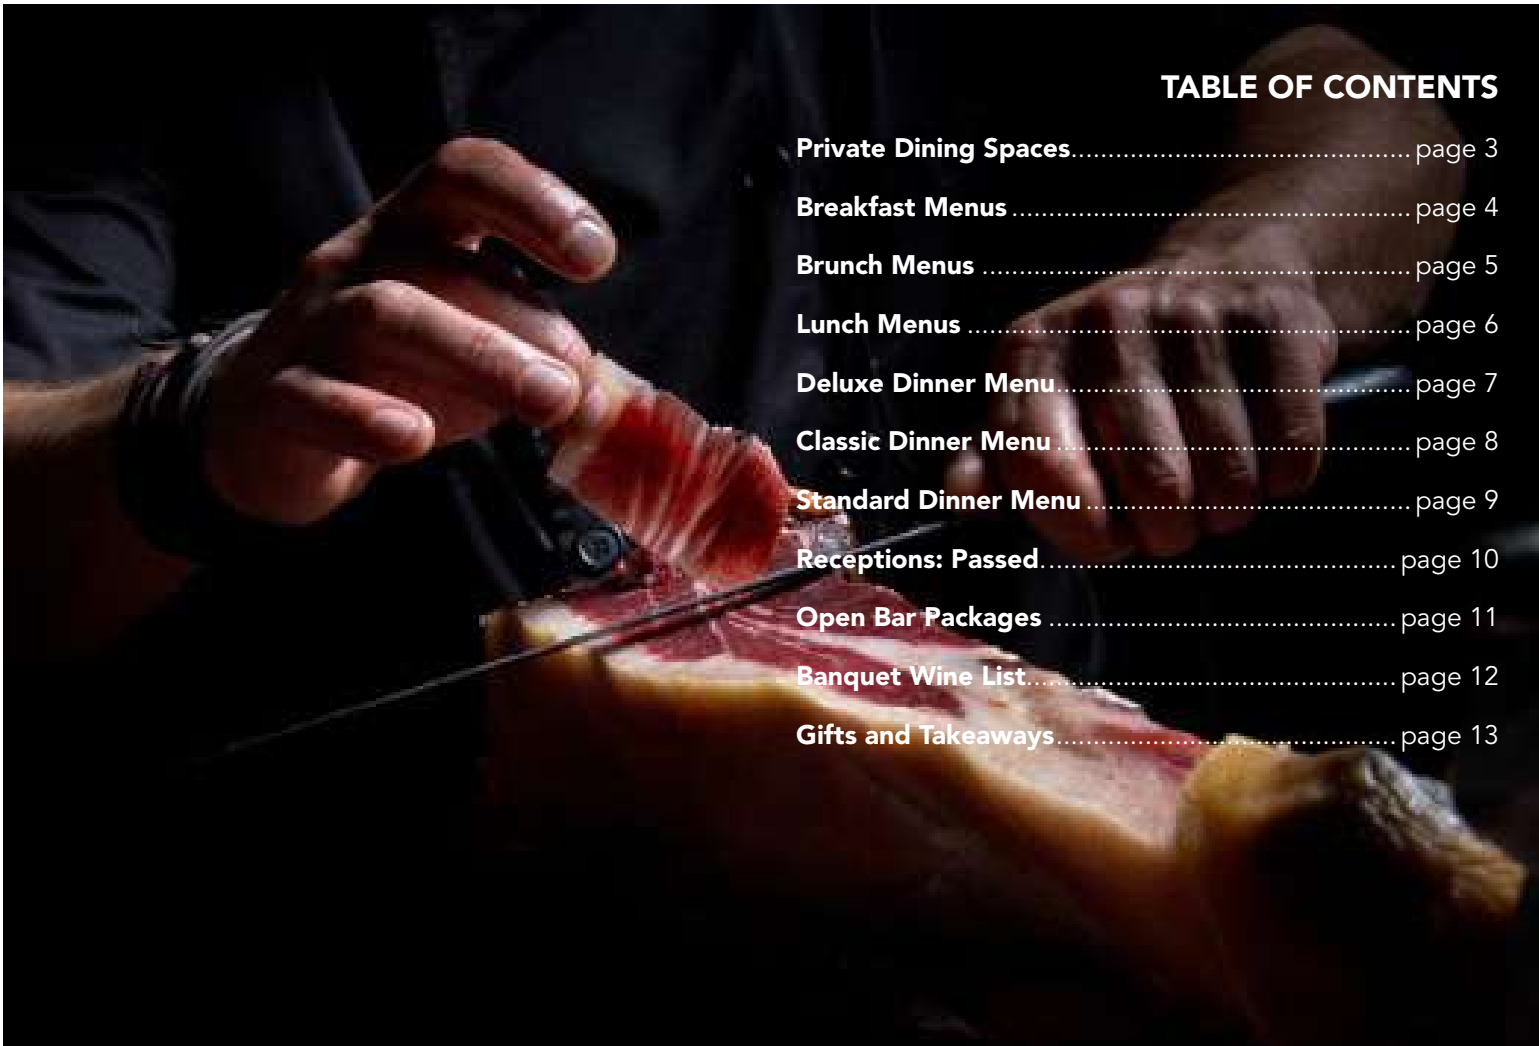 TABLE OF CONTENTS
Private Dining Spaces....................................... page 3
Breakfast Menus .............................................. page 4
Brunch Menus ................................................. page 5
Lunch Menus ................................................... page 6
Deluxe Dinner Menu......................................... page 7
Classic Dinner Menu ......................................... page 8
Standard Dinner Menu ..................................... page 9
Receptions: Passed......................................... page 10
Open Bar Packages ........................................ page 11
Banquet Wine List.......................................... page 12
Gifts and Takeaways....................................... page 13